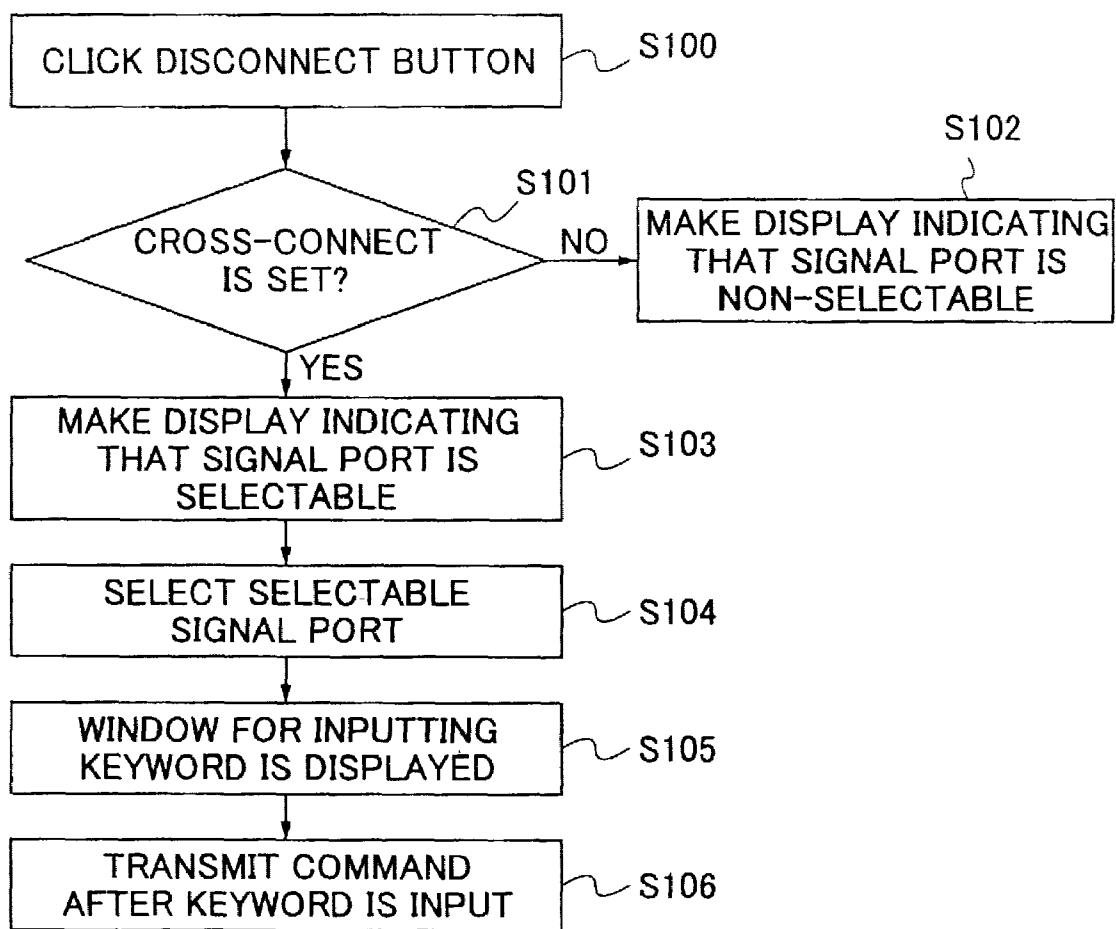 CLICK DISCONNECT BUTTON
S100
S102
S101
CROSS-CONNECT
IS SET?
NO
MAKE DISPLAY INDICATING
THAT SIGNAL PORT IS
NON-SELECTABLE
YES
MAKE DISPLAY INDICATING
THAT SIGNAL PORT IS
SELECTABLE
S103
SELECT SELECTABLE
SIGNAL PORT
S104
WINDOW FOR INPUTTING
KEYWORD IS DISPLAYED
S105
TRANSMIT COMMAND
AFTER KEYWORD IS INPUT
S106